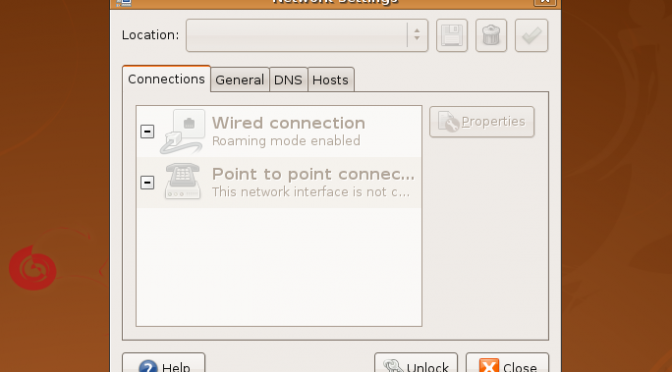 Network Settings
Location:
Connections General DNS Hosts
Wired connection
Roaming mode enabled
Properties
Point to point connec...
This network interface is not c...
Help Unlock Close